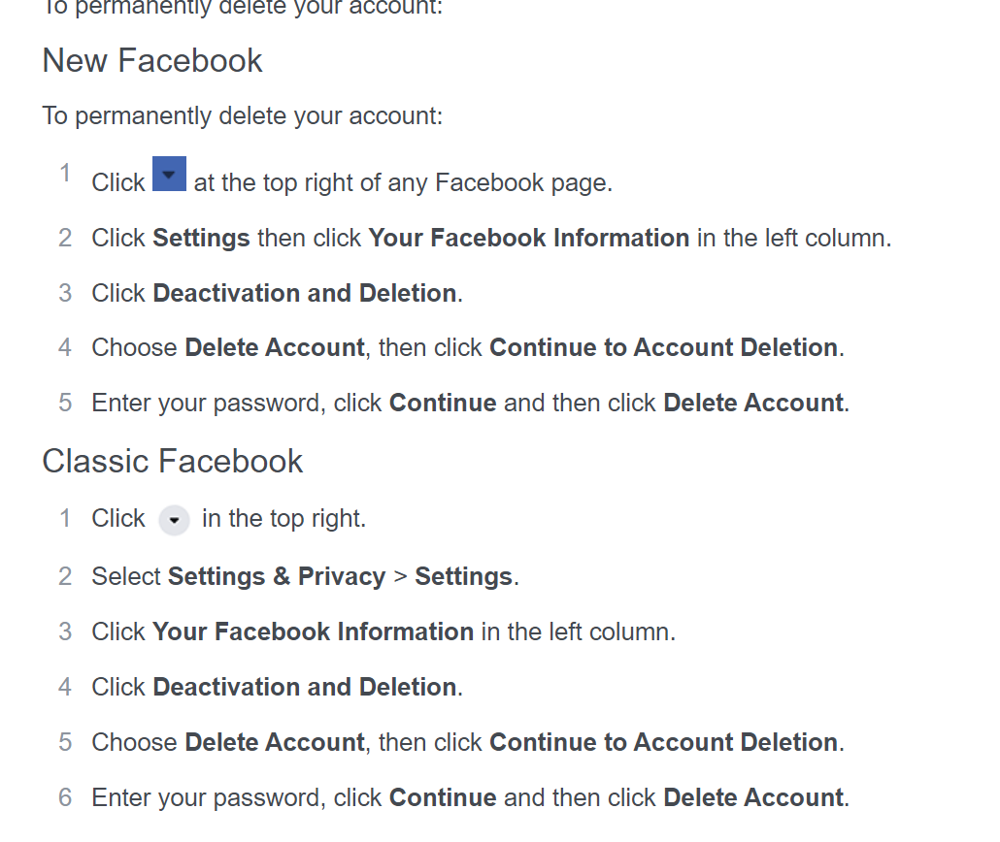 To permanently delete your account:
New Facebook
To permanently delete your account:
1 Click at the top right of any Facebook page.
2 Click Settings then click Your Facebook Information in the left column.
3 Click Deactivation and Deletion.
4 Choose Delete Account, then click Continue to Account Deletion.
5 Enter your password, click Continue and then click Delete Account.
Classic Facebook
1 Click in the top right.
2 Select Settings & Privacy > Settings.
3 Click Your Facebook Information in the left column.
4 Click Deactivation and Deletion.
5 Choose Delete Account, then click Continue to Account Deletion.
6 Enter your password, click Continue and then click Delete Account.